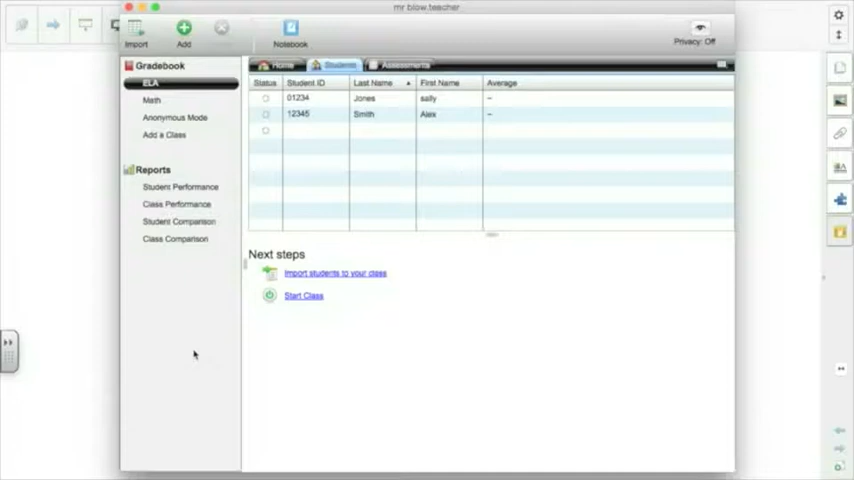 mr blow.teacher
Import
Add
Notebook
Privacy: Off
Gradebook
ELA
Math
Anonymous Mode
Add a Class
Reports
Student Performance
Class Performance
Student Comparison
Class Comparison
Home Students Assessments
Status Student ID Last Name First Name Average
01234 Jones sally –
12345 Smith Alex –
Next steps
Import students to your class
Start Class